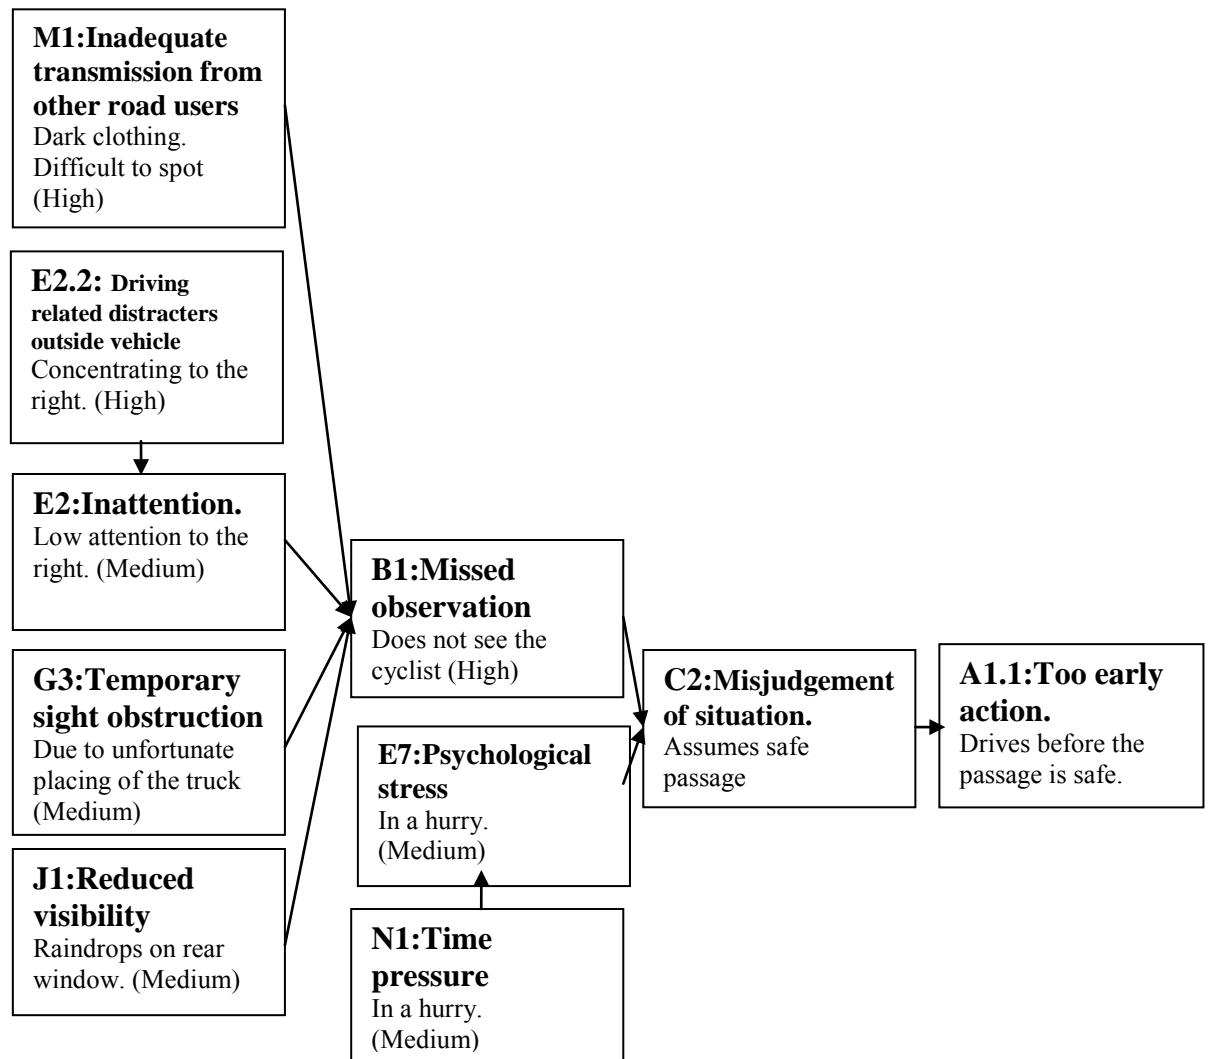 M1:Inadequate
transmission from
other road users
Dark clothing.
Difficult to spot
(High)
E2.2: Driving
related distracters
outside vehicle
Concentrating to the
right. (High)
E2:Inattention.
Low attention to the
right. (Medium)
G3:Temporary
sight obstruction
Due to unfortunate
placing of the truck
(Medium)
J1:Reduced
visibility
Raindrops on rear
window. (Medium)
B1:Missed
observation
Does not see the
cyclist (High)
E7:Psychological
stress
In a hurry.
(Medium)
N1:Time
pressure
In a hurry.
(Medium)
C2:Misjudgement
of situation.
Assumes safe
passage
A1.1:Too early
action.
Drives before the
passage is safe.